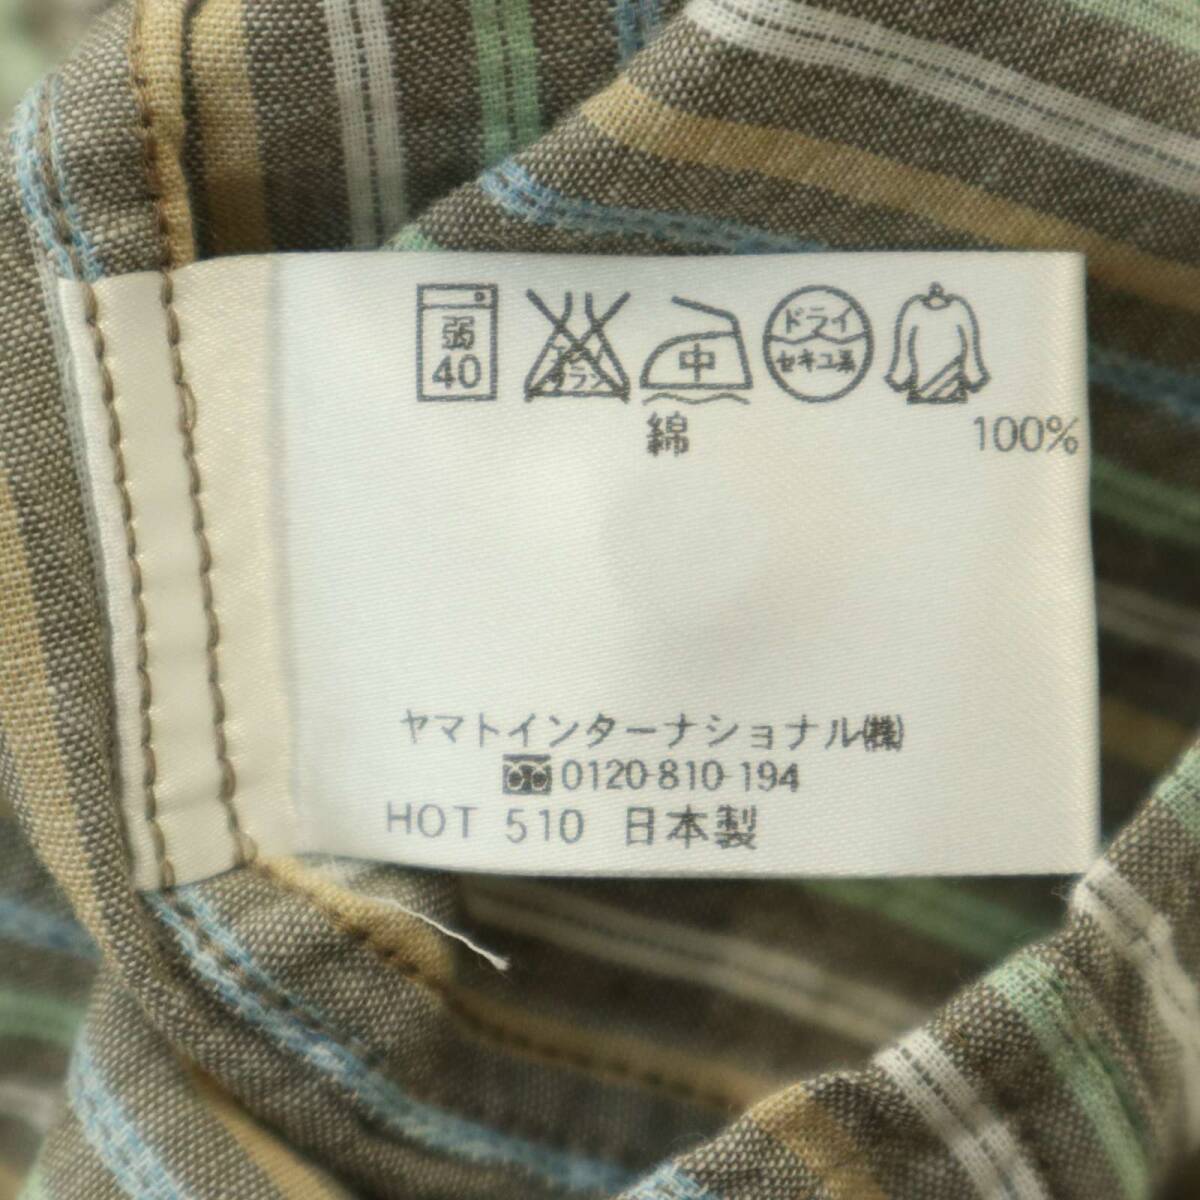 弱 中 ドライ
40 セキユ系
綿 100%
ヤマトインターナショナル㈱
0120-810-194
HOT 510 日本製